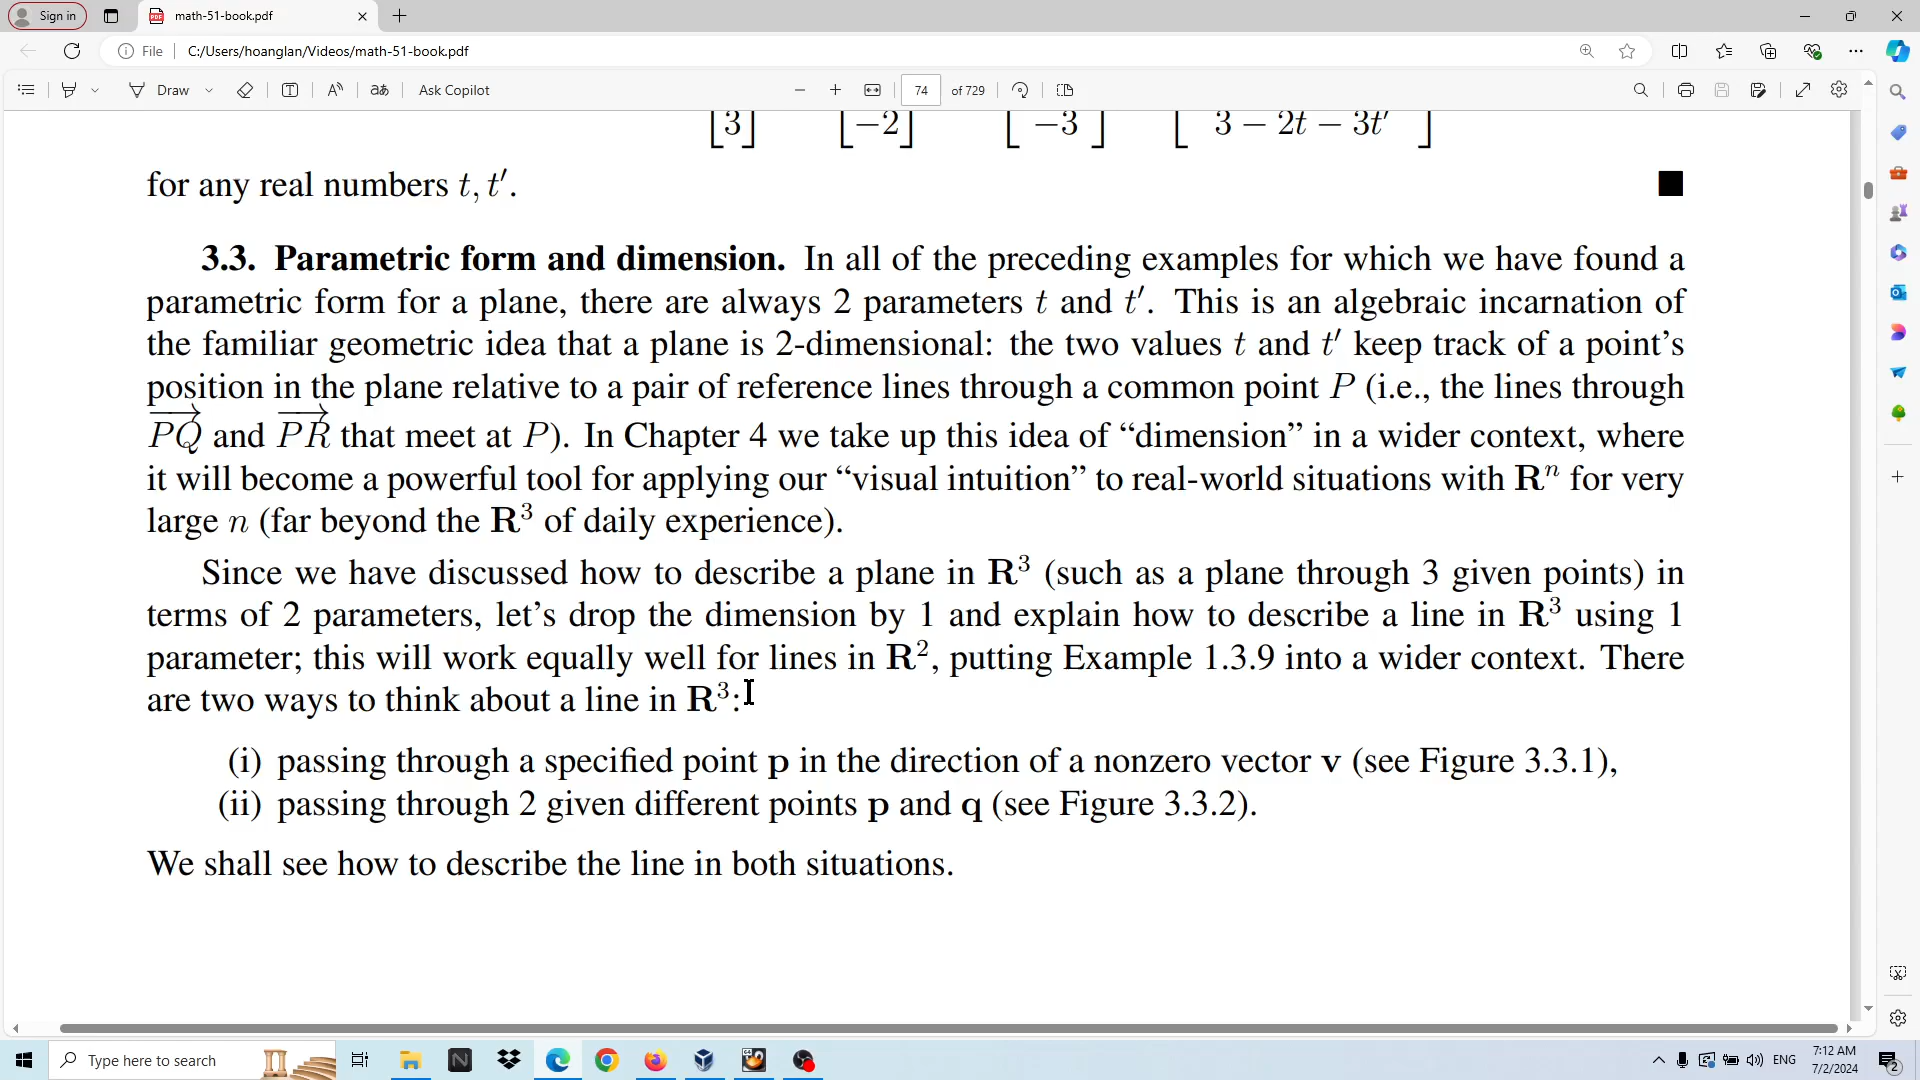 Sign in
math-51-book.pdf
File
C:/Users/hoanglan/Videos/math-51-book.pdf
Draw
Ask Copilot
74 of 729
[3] [−2] [−3] [3 − 2t − 3t′]
for any real numbers t, t′.
3.3. Parametric form and dimension. In all of the preceding examples for which we have found a
parametric form for a plane, there are always 2 parameters t and t′. This is an algebraic incarnation of
the familiar geometric idea that a plane is 2-dimensional: the two values t and t′ keep track of a point’s
position in the plane relative to a pair of reference lines through a common point P (i.e., the lines through
PQ and PR that meet at P). In Chapter 4 we take up this idea of “dimension” in a wider context, where
it will become a powerful tool for applying our “visual intuition” to real-world situations with Rⁿ for very
large n (far beyond the R³ of daily experience).
Since we have discussed how to describe a plane in R³ (such as a plane through 3 given points) in
terms of 2 parameters, let’s drop the dimension by 1 and explain how to describe a line in R³ using 1
parameter; this will work equally well for lines in R², putting Example 1.3.9 into a wider context. There
are two ways to think about a line in R³:
(i) passing through a specified point p in the direction of a nonzero vector v (see Figure 3.3.1),
(ii) passing through 2 given different points p and q (see Figure 3.3.2).
We shall see how to describe the line in both situations.
Type here to search
ENG
7:12 AM
7/2/2024
2